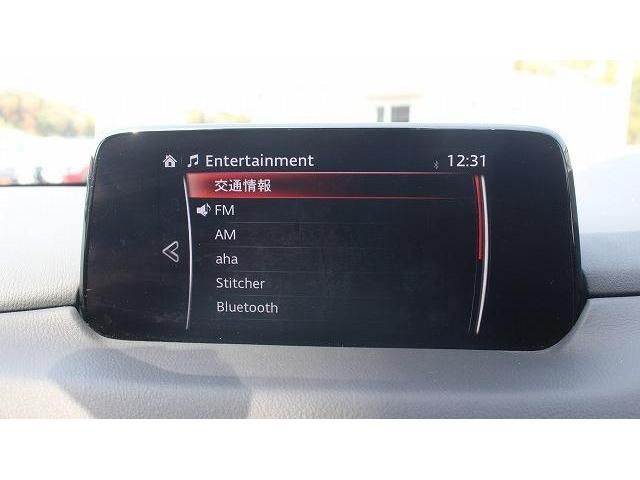 Entertainment 12:31
交通情報
FM
AM
aha
Stitcher
Bluetooth